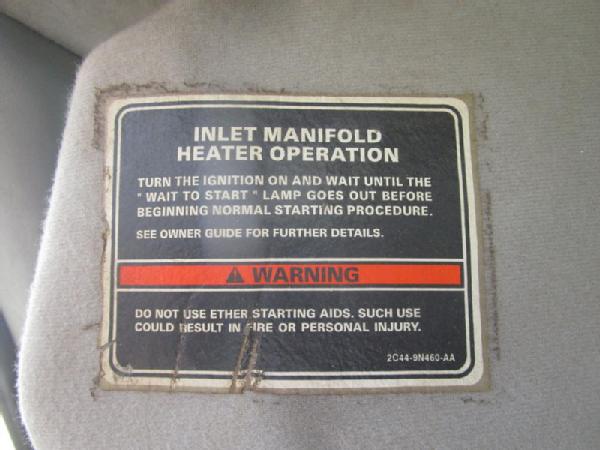 INLET MANIFOLD
HEATER OPERATION
TURN THE IGNITION ON AND WAIT UNTIL THE
" WAIT TO START " LAMP GOES OUT BEFORE
BEGINNING NORMAL STARTING PROCEDURE.
SEE OWNER GUIDE FOR FURTHER DETAILS.
WARNING
DO NOT USE ETHER STARTING AIDS. SUCH USE
COULD RESULT IN FIRE OR PERSONAL INJURY.
2C44-9N460-AA